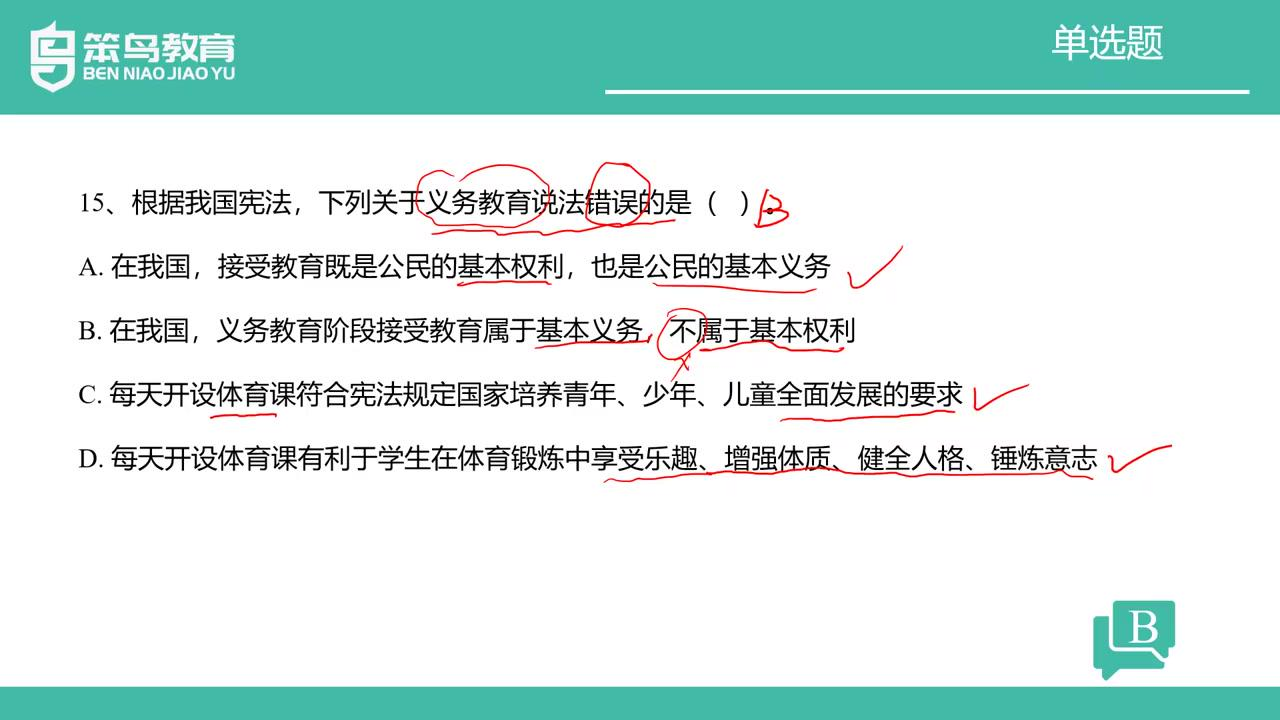 笨鸟教育
BEN NIAO JIAO YU
单选题
15、根据我国宪法，下列关于义务教育说法错误的是（ ）B
A. 在我国，接受教育既是公民的基本权利，也是公民的基本义务
B. 在我国，义务教育阶段接受教育属于基本义务，不属于基本权利
C. 每天开设体育课符合宪法规定国家培养青年、少年、儿童全面发展的要求
D. 每天开设体育课有利于学生在体育锻炼中享受乐趣、增强体质、健全人格、锤炼意志
B